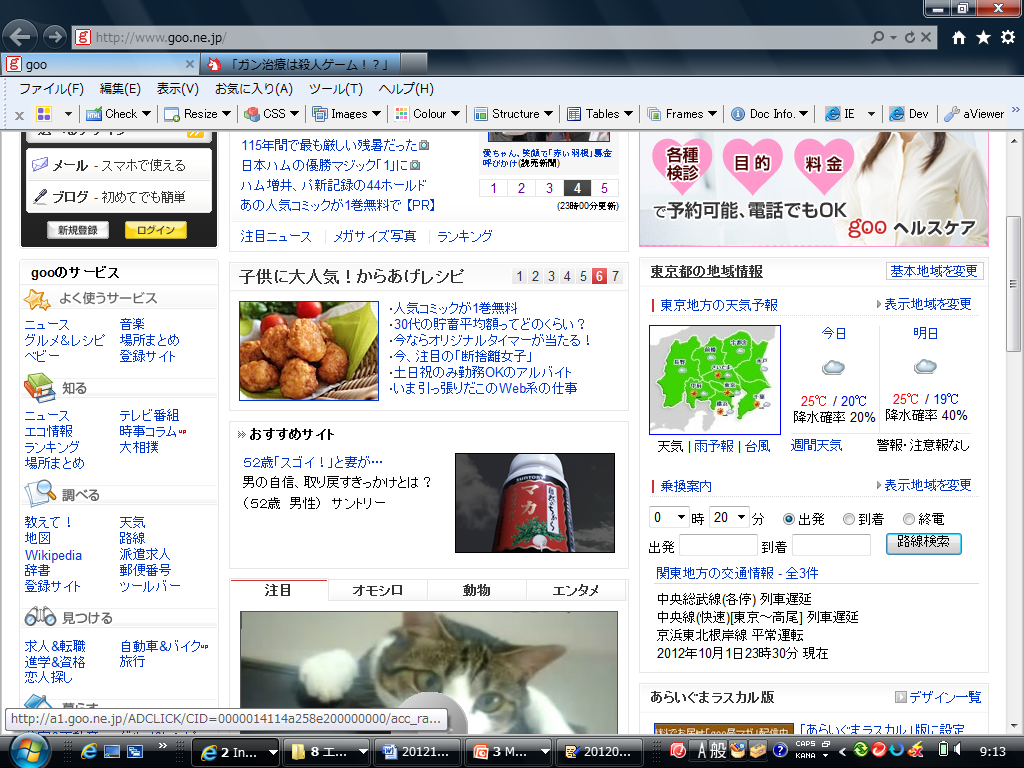 http://www.goo.ne.jp/
goo
「ガン治療は殺人ゲーム！？」
ファイル(F) 編集(E) 表示(V) お気に入り(A) ツール(T) ヘルプ(H)
x Check Resize CSS Images Colour Structure Tables Frames Doc Info. IE Dev aViewer
メール - スマホで使える
ブログ - 初めてでも簡単
新規登録 ログイン
gooのサービス
よく使うサービス
ニュース 音楽
グルメ&レシピ 場所まとめ
ベビー 登録サイト
知る
ニュース テレビ番組
エコ情報 時事コラム up
ランキング 大相撲
場所まとめ
調べる
教えて！ 天気
地図 路線
Wikipedia 派遣求人
辞書 郵便番号
登録サイト ツールバー
見つける
求人&転職 自動車&バイク up
進学&資格 旅行
恋人探し
暮らす
115年間で最も厳しい残暑だった
日本ハムの優勝マジック「1」に
ハム増井、パ新記録の44ホールド
あの人気コミックが1巻無料で【PR】
愛ちゃん、笑顔で「赤い羽根」募金
呼びかけ(読売新聞)
1 2 3 4 5
(23時00分更新)
注目ニュース メガサイズ写真 ランキング
子供に大人気！からあげレシピ 1 2 3 4 5 6 7
・人気コミックが1巻無料
・30代の貯蓄平均額ってどのくらい？
・今ならオリジナルタイマーが当たる！
・今、注目の「断捨離女子」
・土日祝のみ勤務OKのアルバイト
・いま引っ張りだこのWeb系の仕事
おすすめサイト
５２歳「スゴイ！」と妻が…
男の自信、取り戻すきっかけとは？
（５２歳 男性） サントリー
SUNTORY
マカ
注目 オモシロ 動物 エンタメ
各種
検診
目的
料金
で予約可能、電話でもOK
goo ヘルスケア
東京都の地域情報 基本地域を変更
東京地方の天気予報 表示地域を変更
今日 明日
25℃ / 20℃ 25℃ / 19℃
降水確率 20% 降水確率 40%
天気 | 雨予報 | 台風 週間天気 警報・注意報なし
乗換案内 表示地域を変更
0 時 20 分 出発 到着 終電
出発 到着 路線検索
関東地方の交通情報 - 全3件
中央総武線(各停) 列車遅延
中央線(快速)[東京～高尾] 列車遅延
京浜東北根岸線 平常運転
2012年10月1日23時30分 現在
あらいぐまラスカル版 デザイン一覧
「あらいぐまラスカル」版に設定
http://a1.goo.ne.jp/ADCLICK/CID=0000014114a258e200000000/acc_ra...
2 In... 8 エ... 20121... 3 M... 20120... A 般 CAPS KANA 9:13